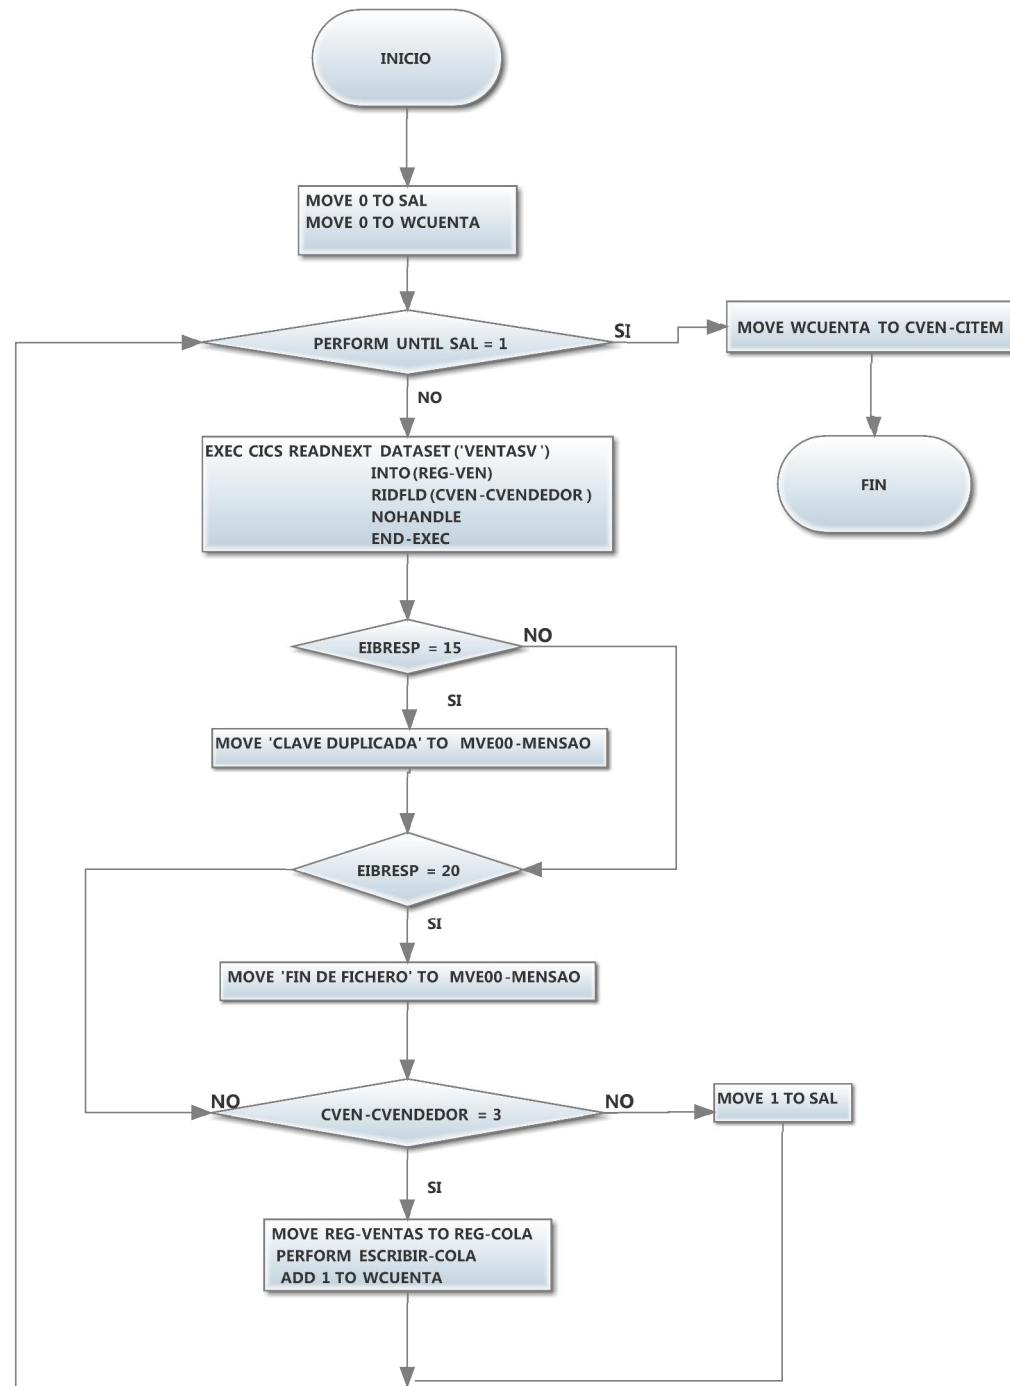 INICIO
MOVE 0 TO SAL
MOVE 0 TO WCUENTA
PERFORM UNTIL SAL = 1
SI
MOVE WCUENTA TO CVEN-CITEM
NO
EXEC CICS READNEXT DATASET ('VENTASV')
INTO (REG-VEN)
RIDFLD (CVEN-CVENDEDOR)
NOHANDLE
END-EXEC
FIN
EIBRESP = 15
NO
SI
MOVE 'CLAVE DUPLICADA' TO MVE00-MENSAO
EIBRESP = 20
SI
MOVE 'FIN DE FICHERO' TO MVE00-MENSAO
NO
CVEN-CVENDEDOR = 3
NO
MOVE 1 TO SAL
SI
MOVE REG-VENTAS TO REG-COLA
PERFORM ESCRIBIR-COLA
ADD 1 TO WCUENTA